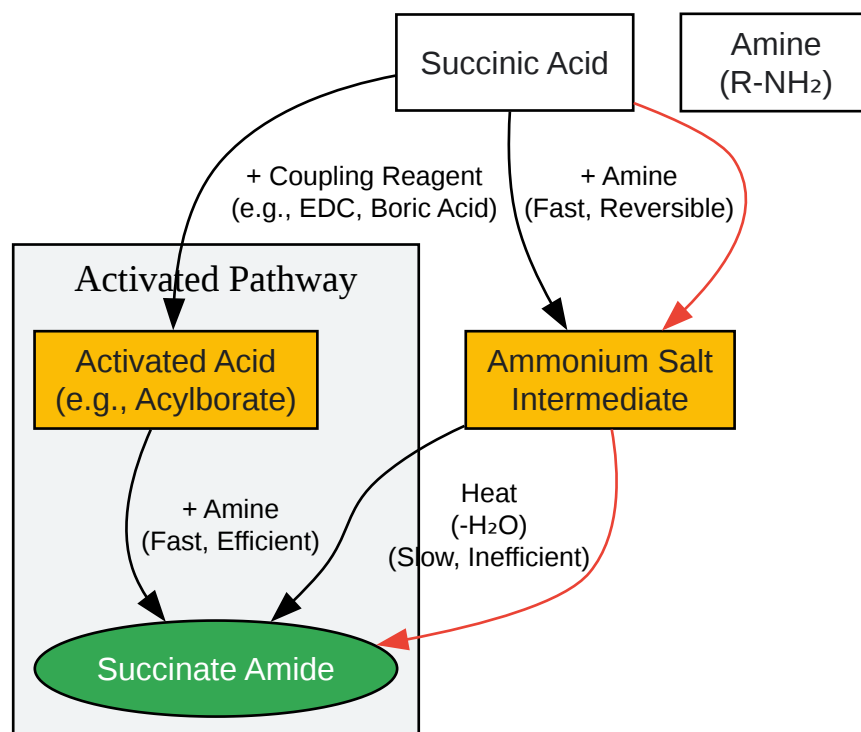 Succinic Acid
Amine
(R-NH₂)
+ Coupling Reagent
(e.g., EDC, Boric Acid)
+ Amine
(Fast, Reversible)
Activated Pathway
Activated Acid
(e.g., Acylborate)
Ammonium Salt
Intermediate
+ Amine
(Fast, Efficient)
Heat
(-H₂O)
(Slow, Inefficient)
Succinate Amide